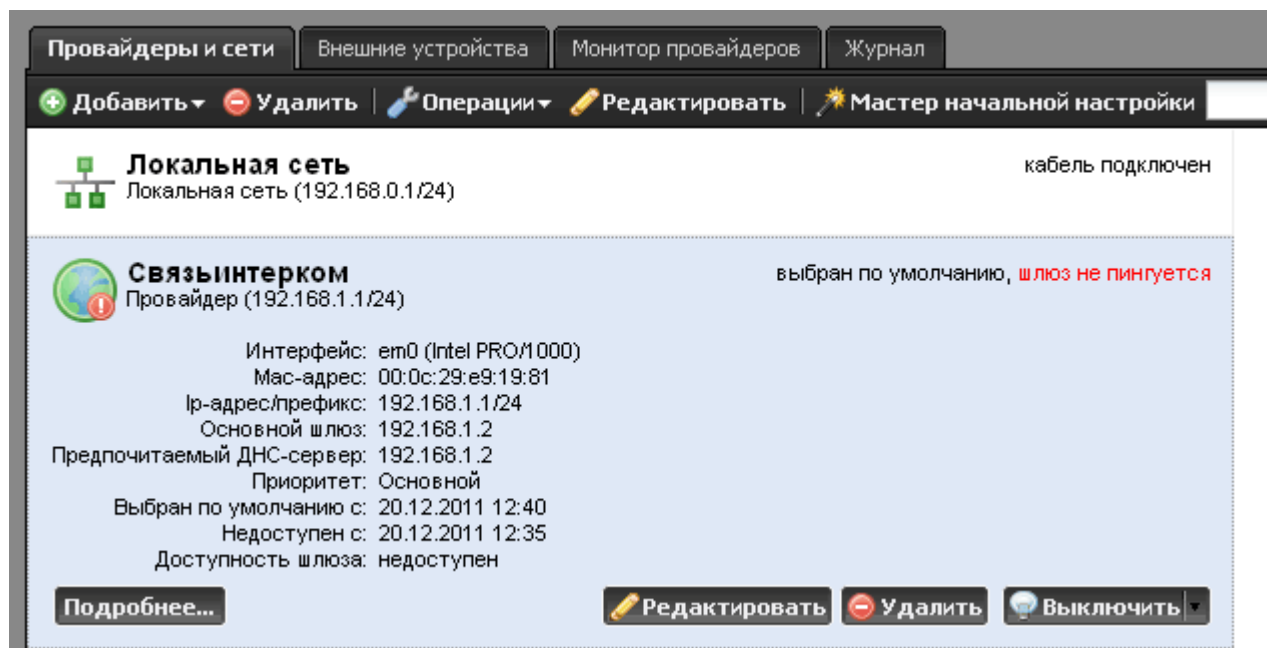 Провайдеры и сети Внешние устройства Монитор провайдеров Журнал
Добавить Удалить Операции Редактировать Мастер начальной настройки
Локальная сеть кабель подключен
Локальная сеть (192.168.0.1/24)
Связьинтерком выбран по умолчанию, шлюз не пингуется
Провайдер (192.168.1.1/24)
Интерфейс: em0 (Intel PRO/1000)
Mac-адрес: 00:0c:29:e9:19:81
Ip-адрес/префикс: 192.168.1.1/24
Основной шлюз: 192.168.1.2
Предпочитаемый ДНС-сервер: 192.168.1.2
Приоритет: Основной
Выбран по умолчанию с: 20.12.2011 12:40
Недоступен с: 20.12.2011 12:35
Доступность шлюза: недоступен
Подробнее... Редактировать Удалить Выключить